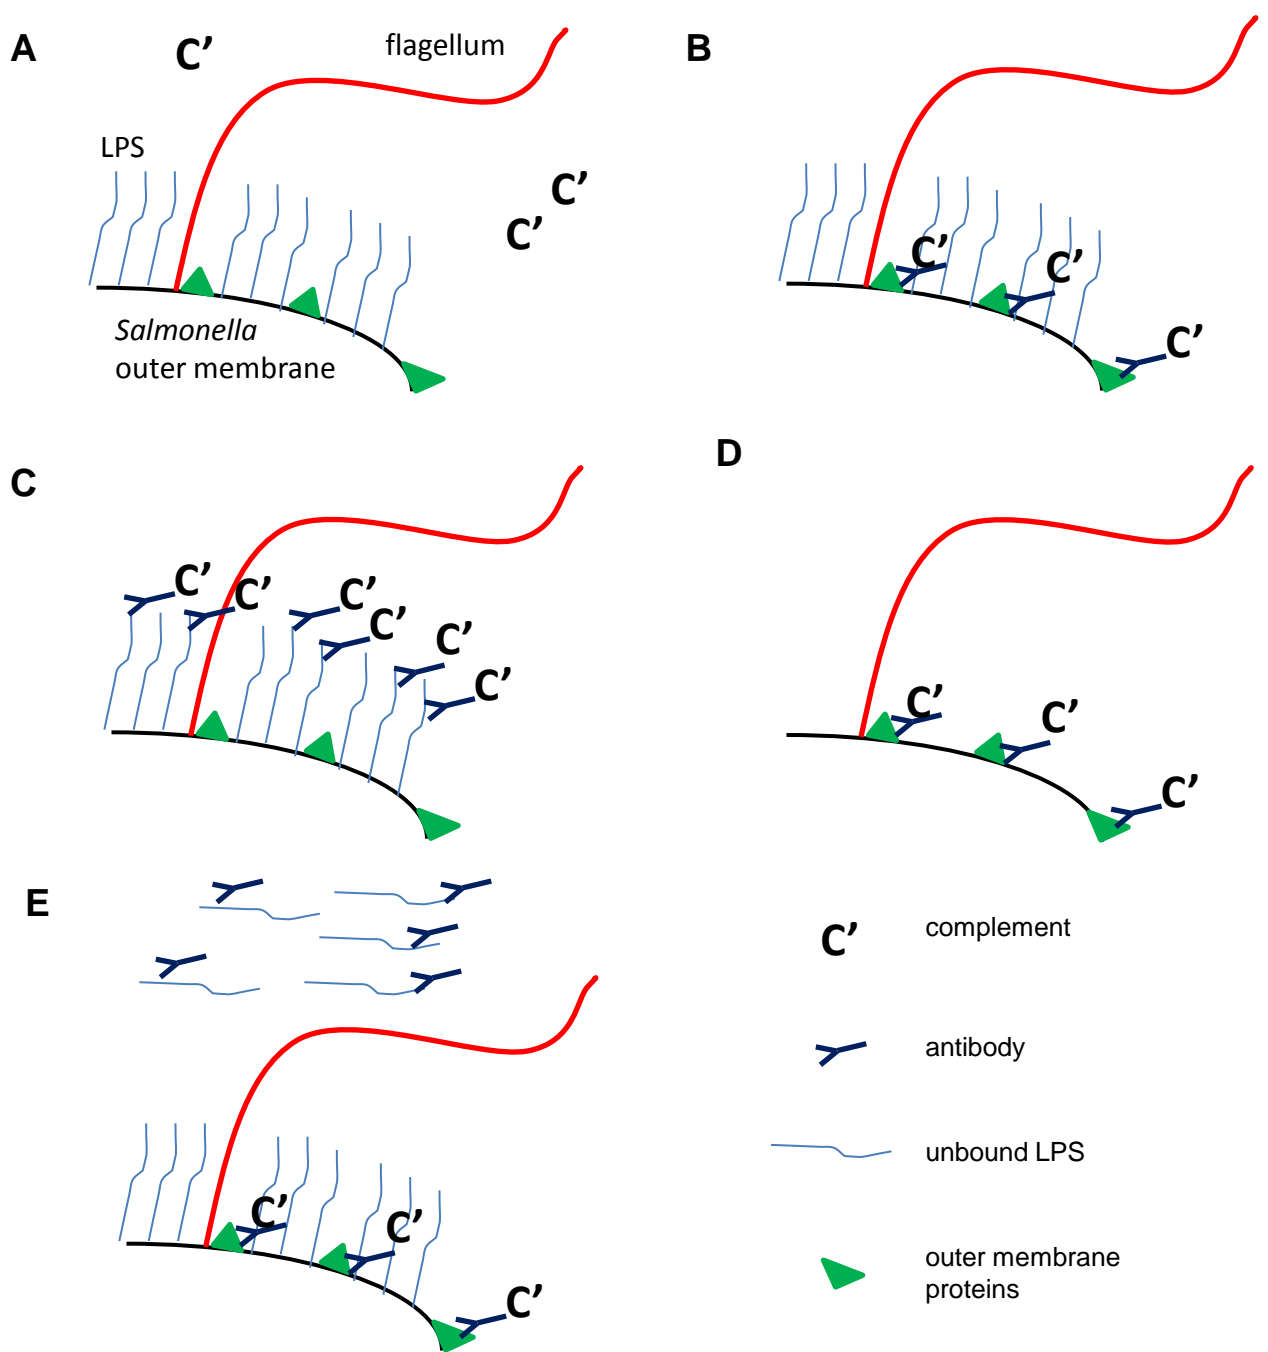 A
C’
flagellum
LPS
C’
C’
Salmonella
outer membrane
B
C’
C’
C’
C
C’
C’
C’
C’
C’
C’
D
C’
C’
C’
E
C’
C’
C’
C’
complement
antibody
unbound LPS
outer membrane
proteins